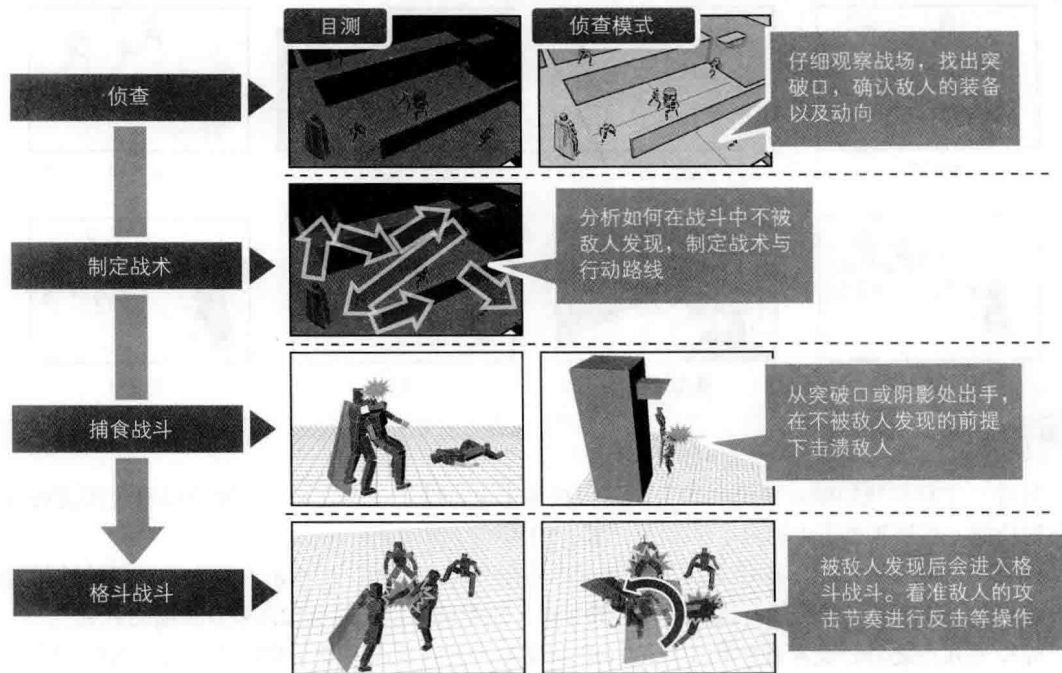 目测
侦查模式
侦查
仔细观察战场，找出突
破口，确认敌人的装备
以及动向
制定战术
分析如何在战斗中不被
敌人发现，制定战术与
行动路线
捕食战斗
从突破口或阴影处出手，
在不被敌人发现的前提
下击溃敌人
格斗战斗
被敌人发现后会进入格
斗战斗。看准敌人的攻
击节奏进行反击等操作